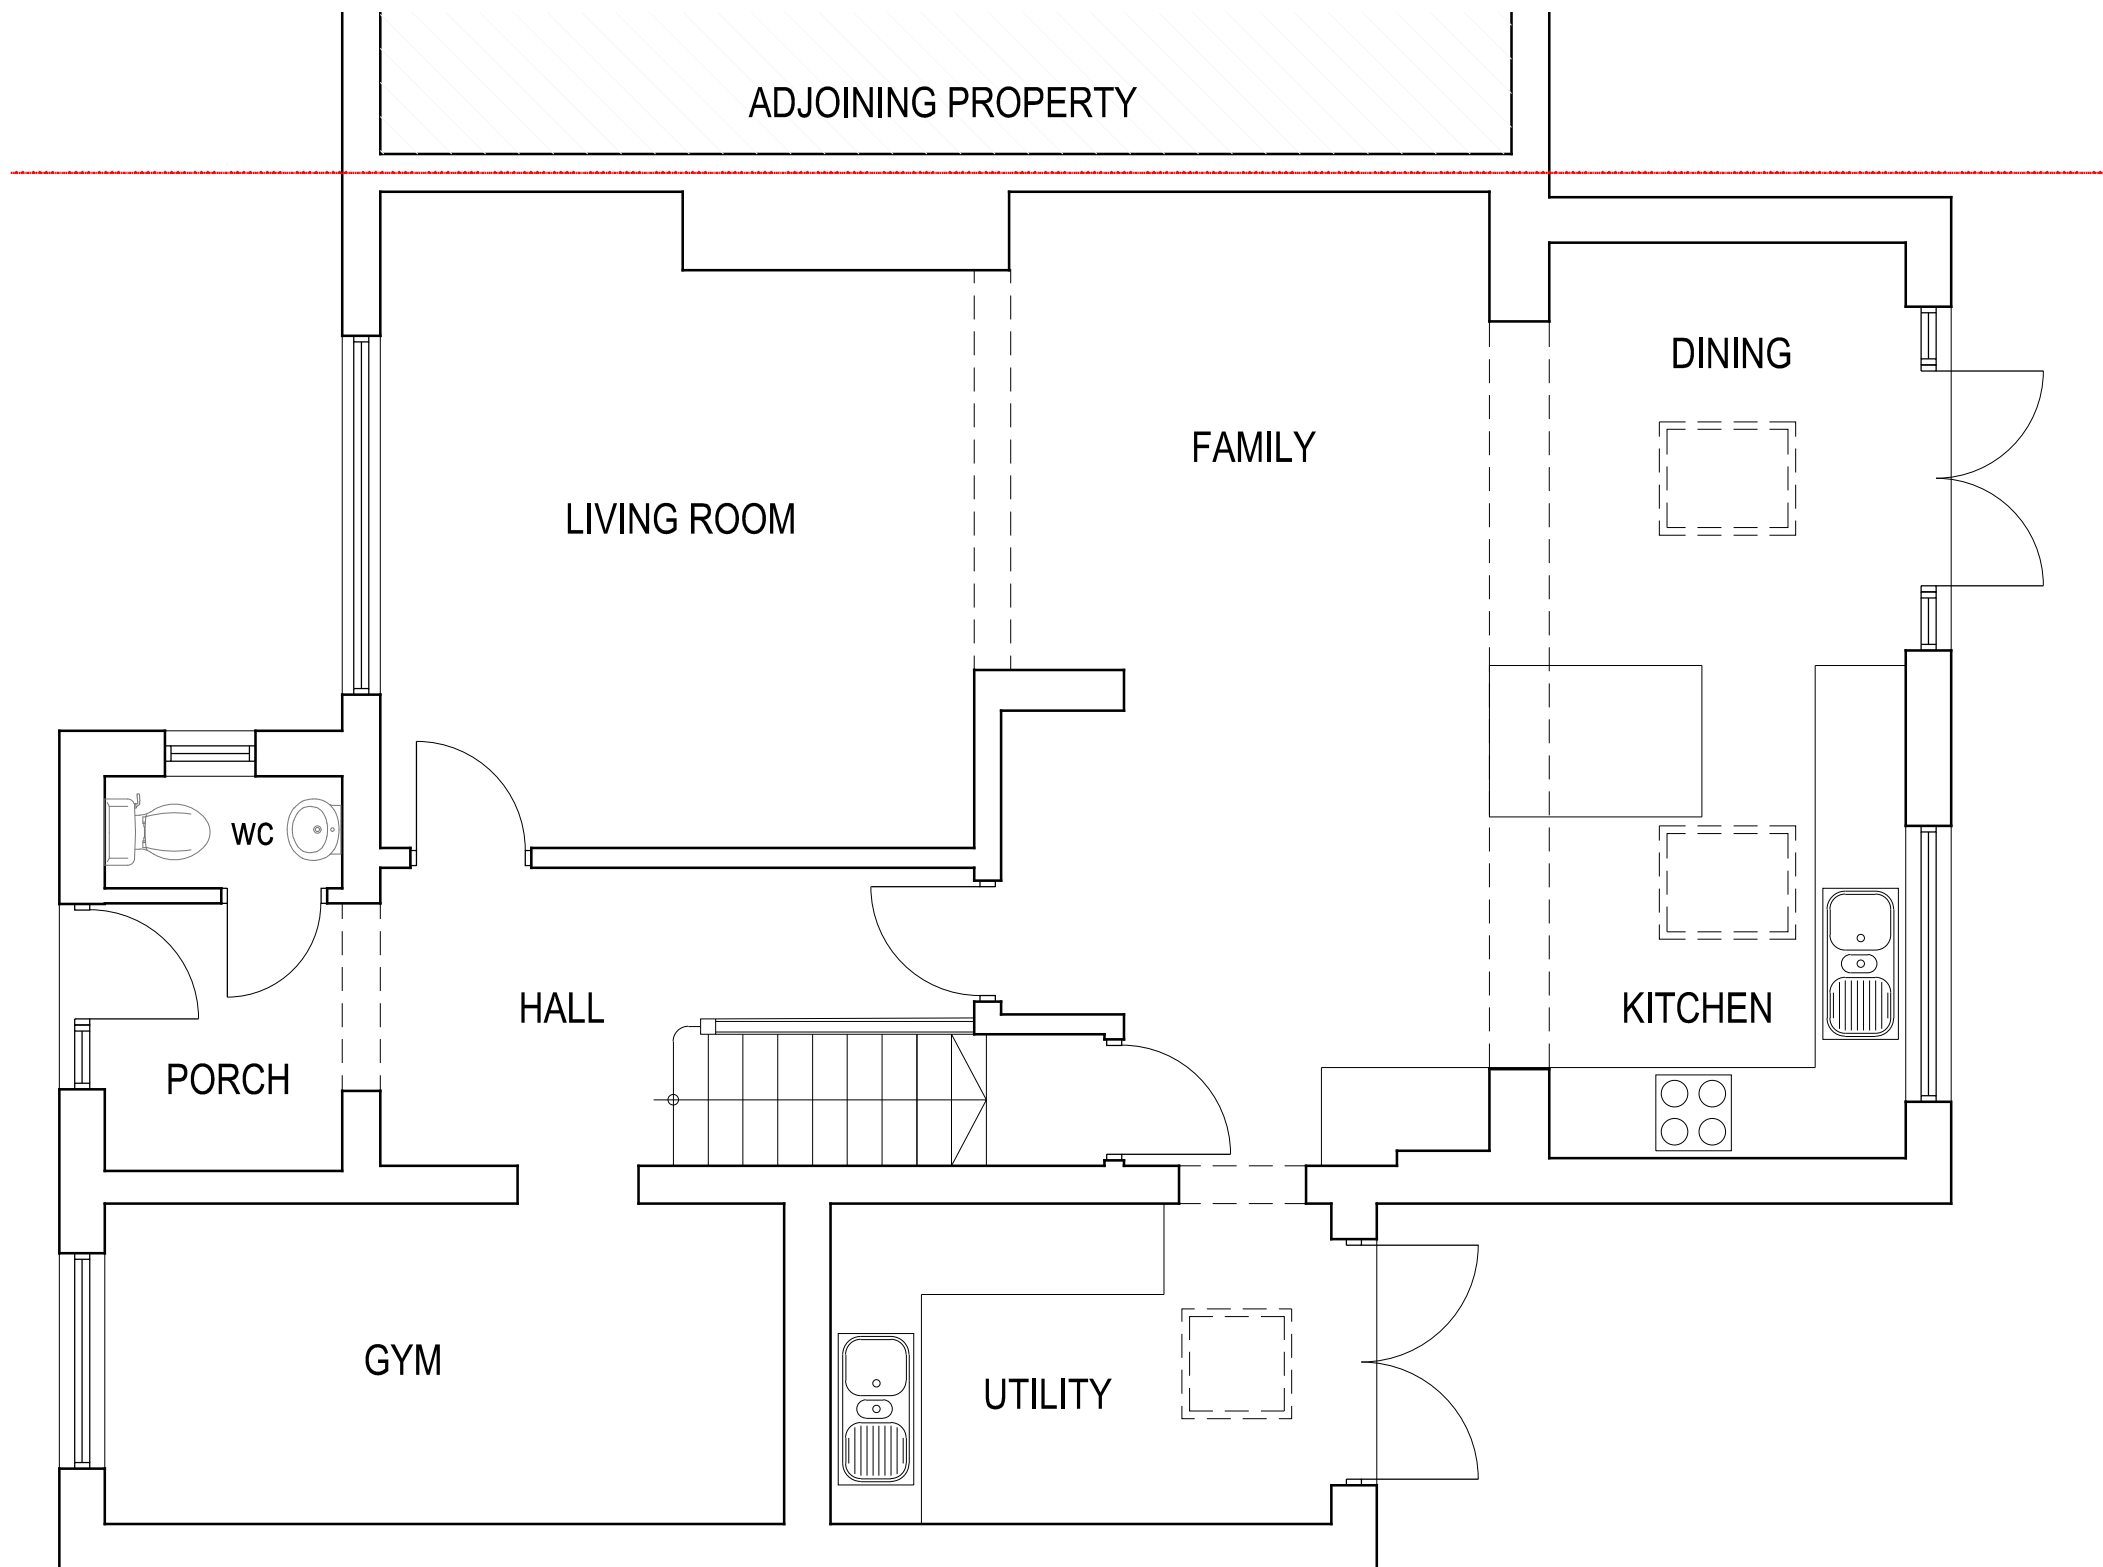 ADJOINING PROPERTY
DINING
FAMILY
LIVING ROOM
WC
HALL
KITCHEN
PORCH
GYM
UTILITY